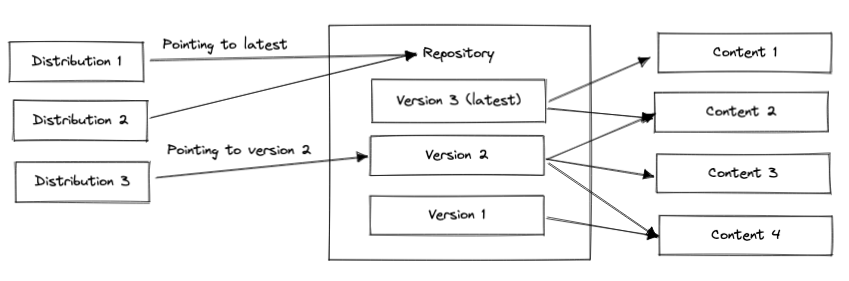 Distribution 1
Pointing to latest
Distribution 2
Pointing to version 2
Distribution 3
Repository
Version 3 (latest)
Version 2
Version 1
Content 1
Content 2
Content 3
Content 4